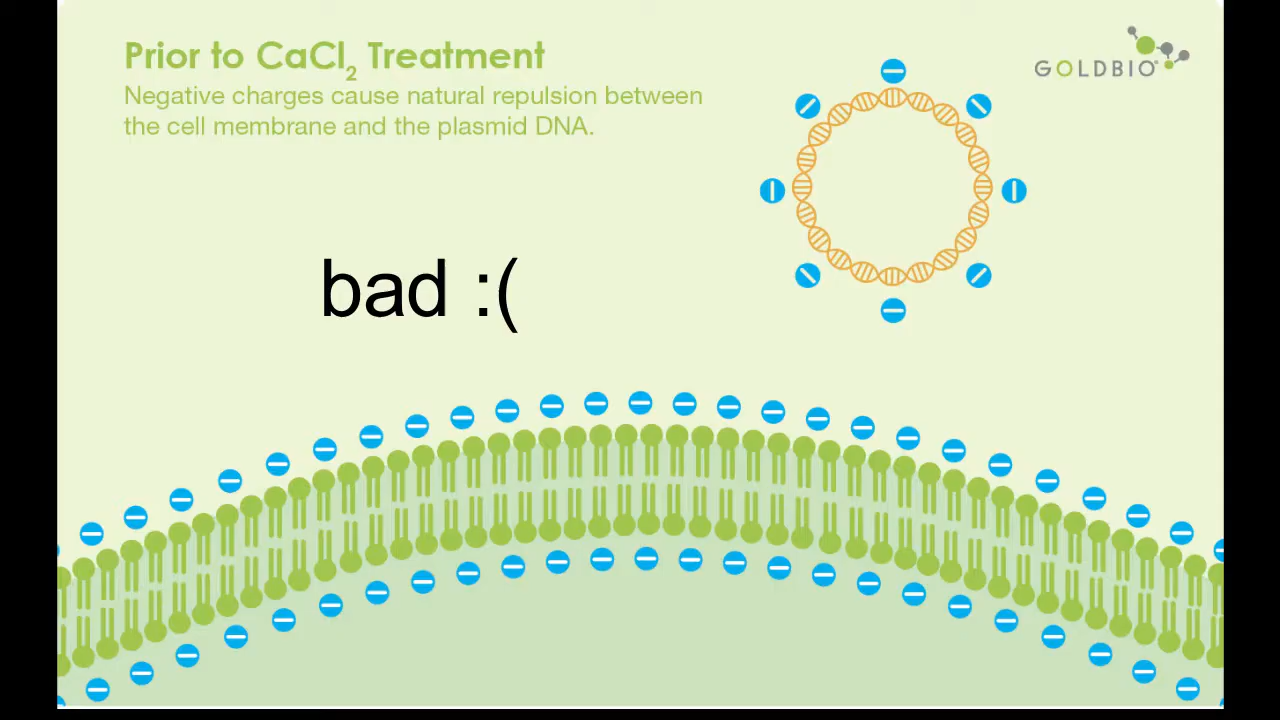 Prior to CaCl₂ Treatment
Negative charges cause natural repulsion between
the cell membrane and the plasmid DNA.
GOLDBIO
bad :(